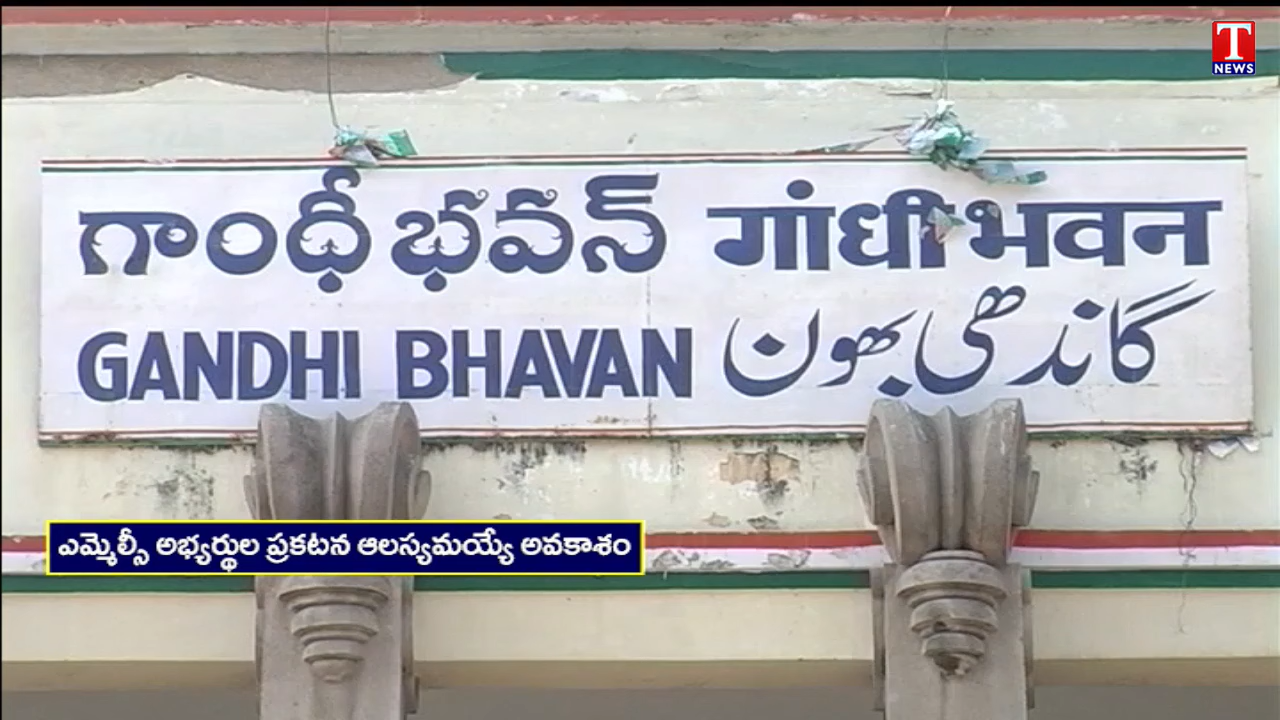 T
NEWS
గాంధీ భవన్ गांधी भवन
GANDHI BHAVAN گاندھی بھون
ఎమ్మెల్సీ అభ్యర్థుల ప్రకటన ఆలస్యమయ్యే అవకాశం